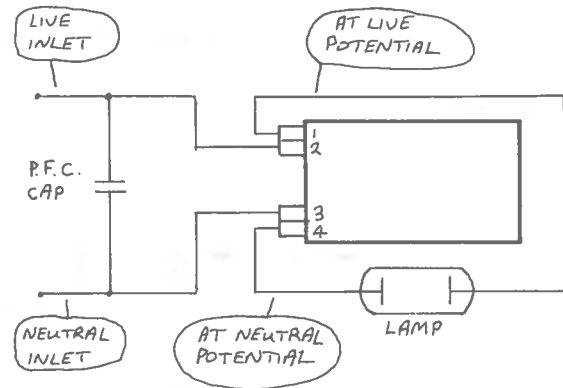 LIVE
INLET
AT LIVE
POTENTIAL
1
2
P.F.C.
CAP
3
4
LAMP
NEUTRAL
INLET
AT NEUTRAL
POTENTIAL